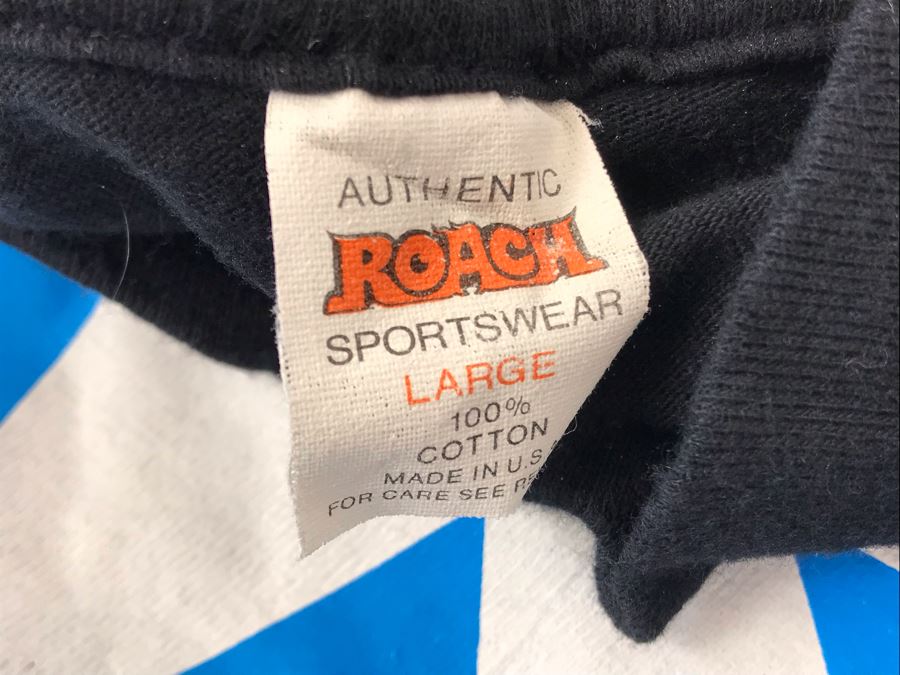 AUTHENTIC
ROACH
SPORTSWEAR
LARGE
100%
COTTON
MADE IN U.S.
FOR CARE SEE